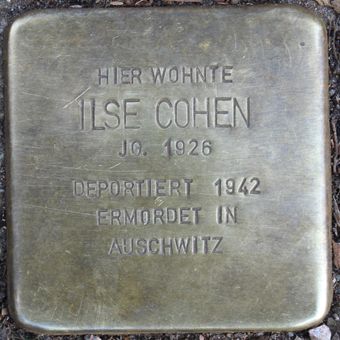 HIER WOHNTE
ILSE COHEN
JG. 1926
DEPORTIERT 1942
ERMORDET IN
AUSCHWITZ